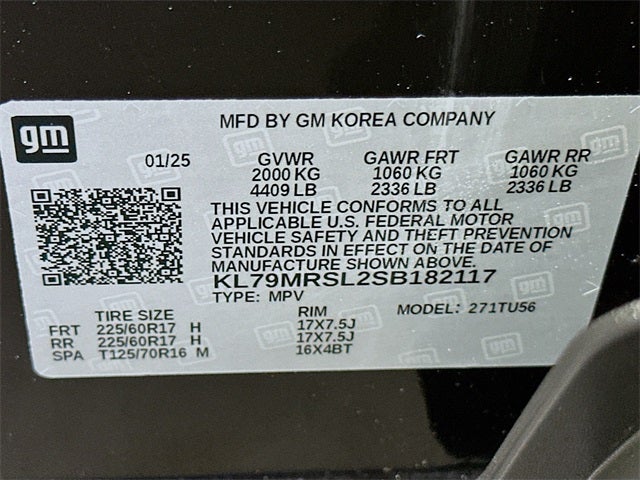 gm
MFD BY GM KOREA COMPANY
01/25 GVWR GAWR FRT GAWR RR
2000 KG 1060 KG 1060 KG
4409 LB 2336 LB 2336 LB
THIS VEHICLE CONFORMS TO ALL
APPLICABLE U.S. FEDERAL MOTOR
VEHICLE SAFETY AND THEFT PREVENTION
STANDARDS IN EFFECT ON THE DATE OF
MANUFACTURE SHOWN ABOVE.
KL79MRSL2SB182117
TYPE: MPV MODEL: 271TU56
TIRE SIZE RIM
FRT 225/60R17 H 17X7.5J
RR 225/60R17 H 17X7.5J
SPA T125/70R16 M 16X4BT